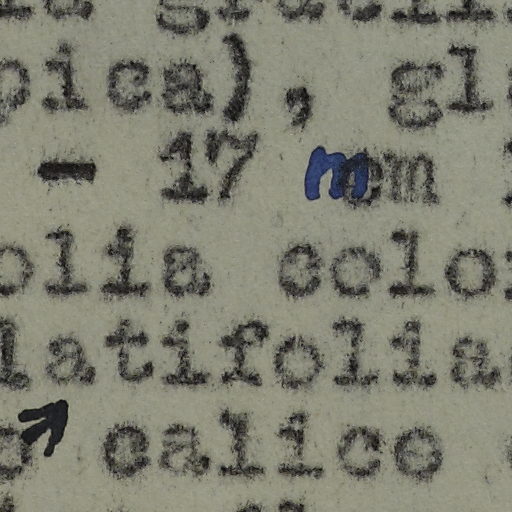 pica), gl
- 17 mm
olia colo
latifolia
calice